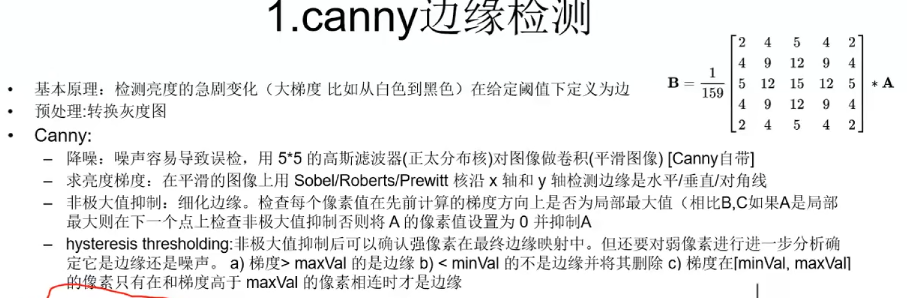 1.canny边缘检测
B = 1/159 [2 4 5 4 2; 4 9 12 9 4; 5 12 15 12 5; 4 9 12 9 4; 2 4 5 4 2] * A
• 基本原理：检测亮度的急剧变化（大梯度 比如从白色到黑色）在给定阈值下定义为边
• 预处理:转换灰度图
• Canny:
– 降噪：噪声容易导致误检，用 5*5 的高斯滤波器(正太分布核)对图像做卷积(平滑图像) [Canny自带]
– 求亮度梯度：在平滑的图像上用 Sobel/Roberts/Prewitt 核沿 x 轴和 y 轴检测边缘是水平/垂直/对角线
– 非极大值抑制：细化边缘。检查每个像素值在先前计算的梯度方向上是否为局部最大值（相比B,C如果A是局部
最大则在下一个点上检查非极大值抑制否则将 A 的像素值设置为 0 并抑制A
– hysteresis thresholding:非极大值抑制后可以确认强像素在最终边缘映射中。但还要对弱像素进行进一步分析确
定它是边缘还是噪声。 a) 梯度> maxVal 的是边缘 b) < minVal 的不是边缘并将其删除 c) 梯度在[minVal, maxVal]
的像素只有在和梯度高于 maxVal 的像素相连时才是边缘